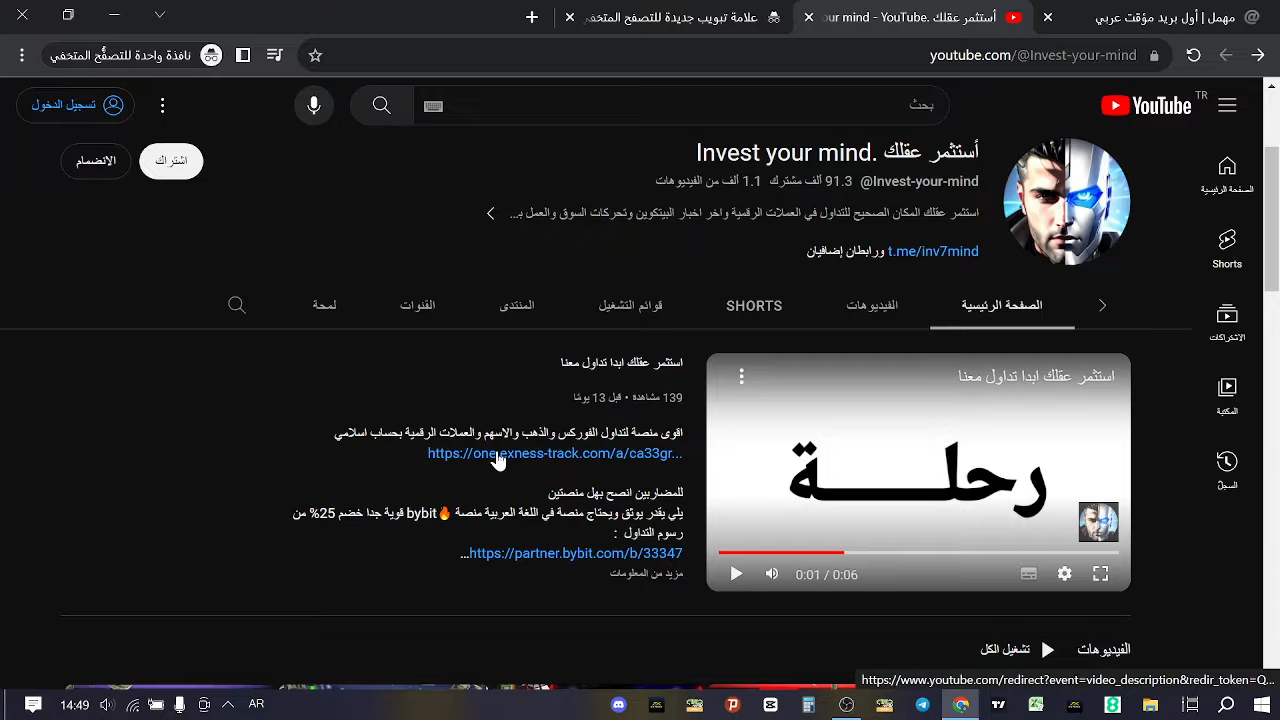 مهمل | أول بريد مؤقت عربي
أستثمر عقلك .our mind - YouTube
علامة تبويب جديدة للتصفح المتخفي
youtube.com/@Invest-your-mind
نافذة واحدة للتصفُّح المتخفي
YouTube TR
بحث
تسجيل الدخول
الصفحة الرئيسية
Shorts
الاشتراكات
المكتبة
السجلّ
أستثمر عقلك .Invest your mind
@Invest-your-mind 91.3 ألف مشترك 1.1 ألف من الفيديوهات
استثمر عقلك المكان الصحيح للتداول في العملات الرقمية واخر اخبار البيتكوين وتحركات السوق والعمل ب...
t.me/inv7mind ورابطان إضافيان
اشتراك
الانضمام
الصفحة الرئيسية
الفيديوهات
SHORTS
قوائم التشغيل
المنتدى
القنوات
لمحة
استثمر عقلك ابدا تداول معنا
رحلـــــــة
0:01 / 0:06
استثمر عقلك ابدا تداول معنا
139 مشاهدة • قبل 13 يومًا
اقوى منصة لتداول الفوركس والذهب والاسهم والعملات الرقمية بحساب اسلامي
https://one.exness-track.com/a/ca33gr...
للمضاربين انصح بهل منصتين
يلي يقدر يوثق ويحتاج منصة في اللغة العربية منصة 🔥bybit قوية جدا خضم 25% من
رسوم التداول :
https://partner.bybit.com/b/33347...
مزيد من المعلومات
الفيديوهات
تشغيل الكل
https://www.youtube.com/redirect?event=video_description&redir_token=Q...
AR
14:19